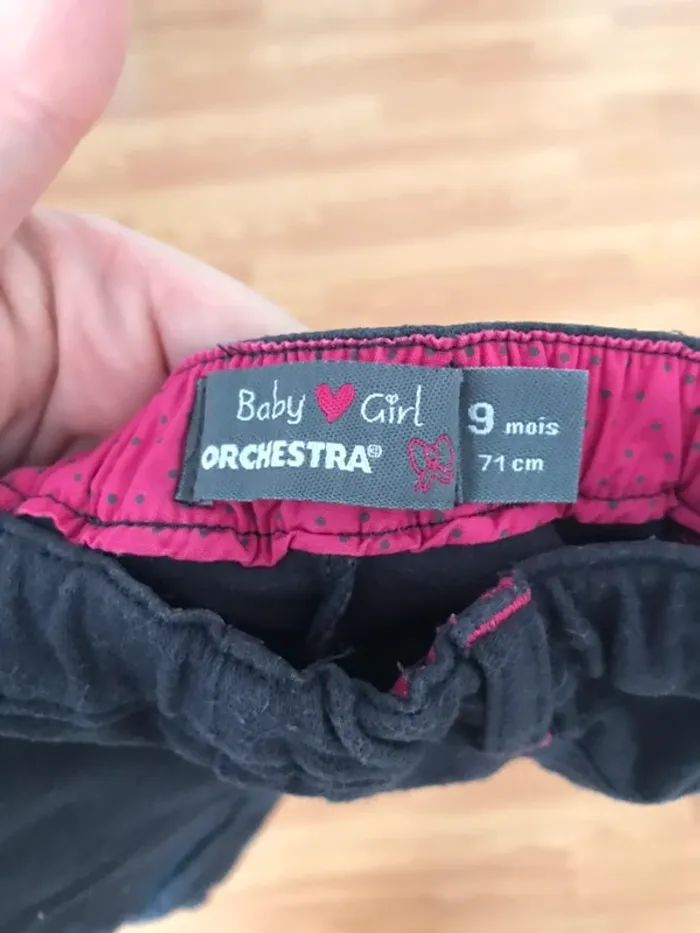 Baby ♥ Girl
ORCHESTRA®
9 mois
71 cm